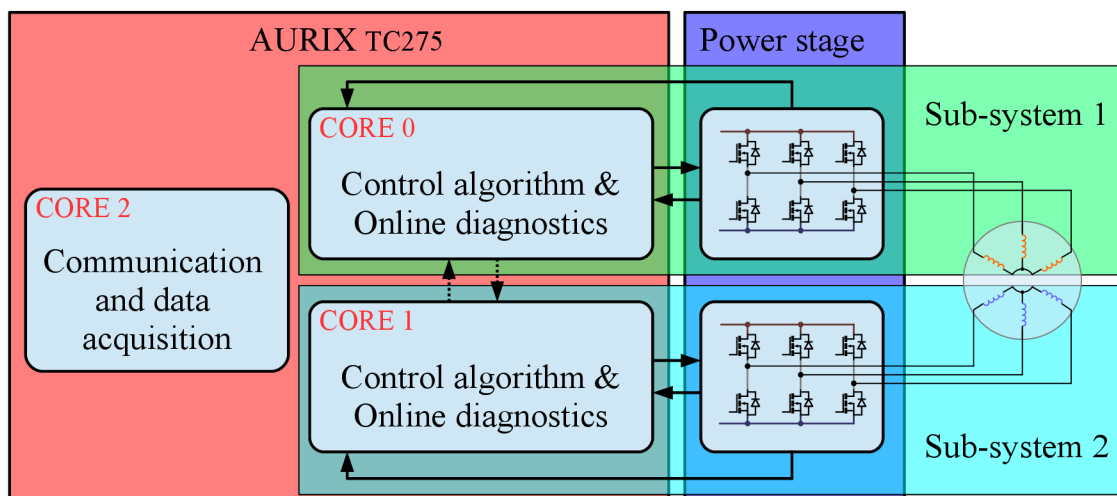 AURIX TC275
Power stage
Sub-system 1
CORE 0
Control algorithm &
Online diagnostics
CORE 2
Communication
and data
acquisition
CORE 1
Control algorithm &
Online diagnostics
Sub-system 2